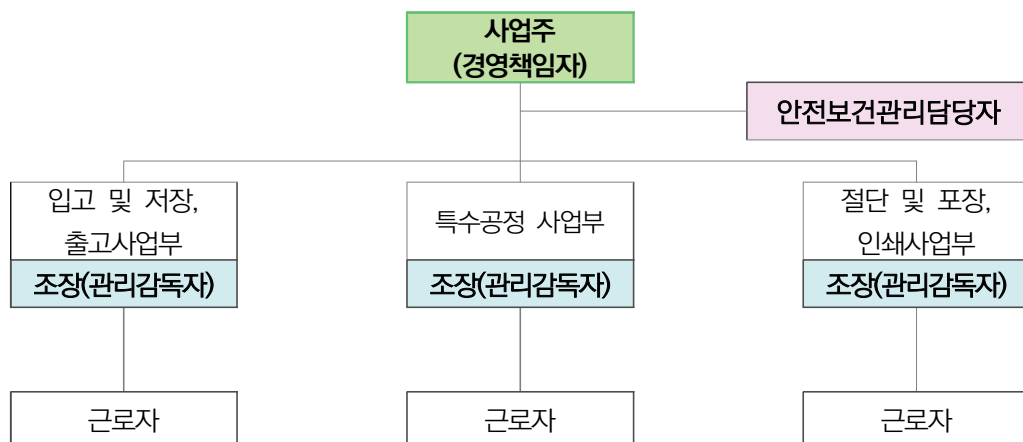 사업주
(경영책임자)
안전보건관리담당자
입고 및 저장,
출고사업부
조장(관리감독자)
특수공정 사업부
조장(관리감독자)
절단 및 포장,
인쇄사업부
조장(관리감독자)
근로자
근로자
근로자